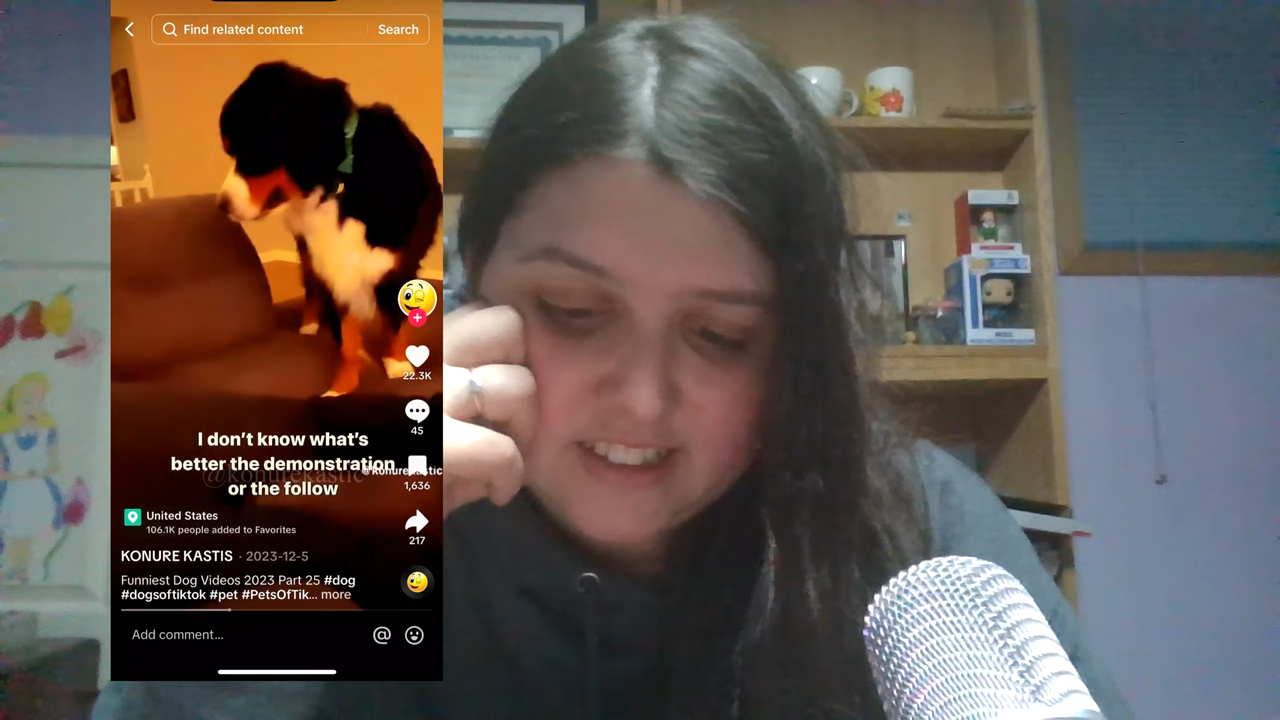 Find related content
Search
I don't know what's
better the demonstration
or the follow
@konurekastic
22.3K
45
1,636
217
United States
106.1K people added to Favorites
KONURE KASTIS · 2023-12-5
Funniest Dog Videos 2023 Part 25 #dog
#dogsoftiktok #pet #PetsOfTik... more
Add comment...